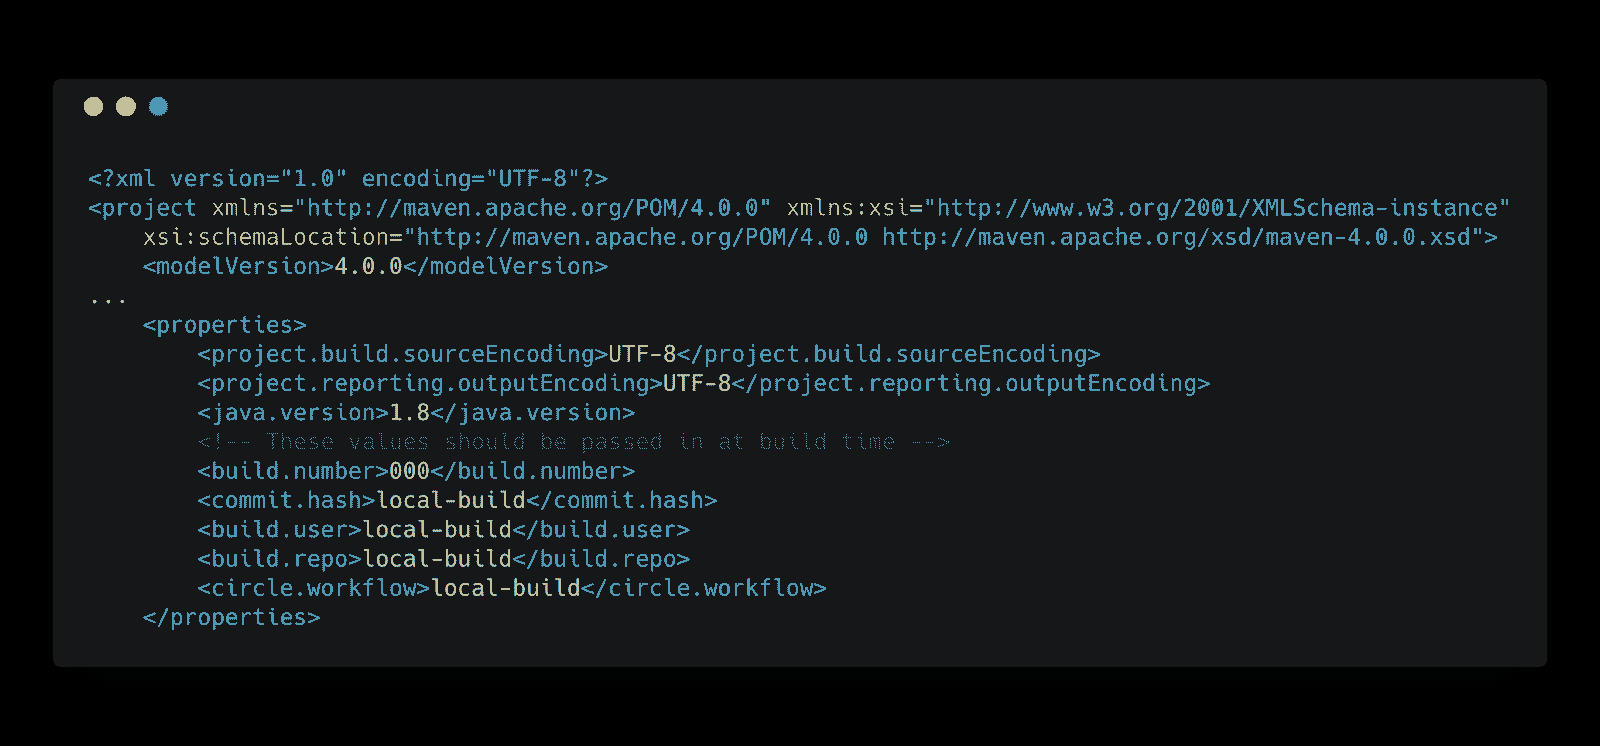 <?xml version="1.0" encoding="UTF-8"?>
<project xmlns="http://maven.apache.org/POM/4.0.0" xmlns:xsi="http://www.w3.org/2001/XMLSchema-instance"
    xsi:schemaLocation="http://maven.apache.org/POM/4.0.0 http://maven.apache.org/xsd/maven-4.0.0.xsd">
    <modelVersion>4.0.0</modelVersion>
...
    <properties>
        <project.build.sourceEncoding>UTF-8</project.build.sourceEncoding>
        <project.reporting.outputEncoding>UTF-8</project.reporting.outputEncoding>
        <java.version>1.8</java.version>
        <!-- These values should be passed in at build time -->
        <build.number>000</build.number>
        <commit.hash>local-build</commit.hash>
        <build.user>local-build</build.user>
        <build.repo>local-build</build.repo>
        <circle.workflow>local-build</circle.workflow>
    </properties>